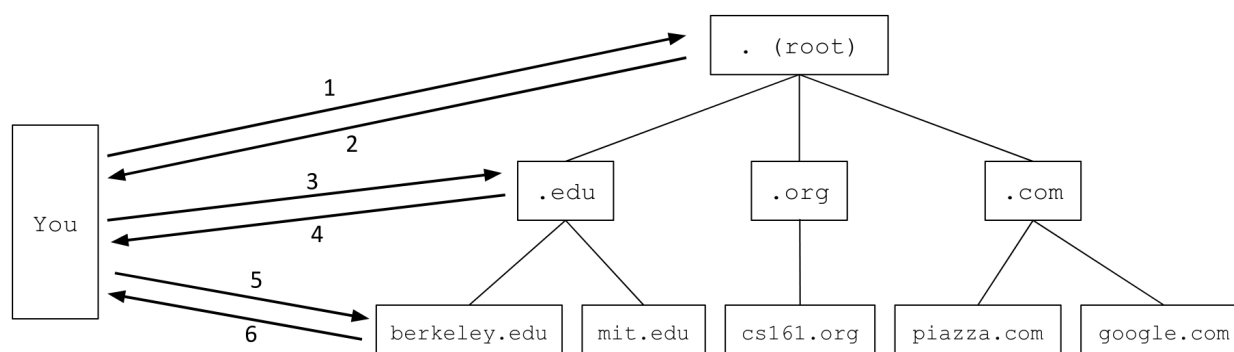 . (root)
1
2
3
.edu
.org
.com
You
4
5
6
berkeley.edu
mit.edu
cs161.org
piazza.com
google.com